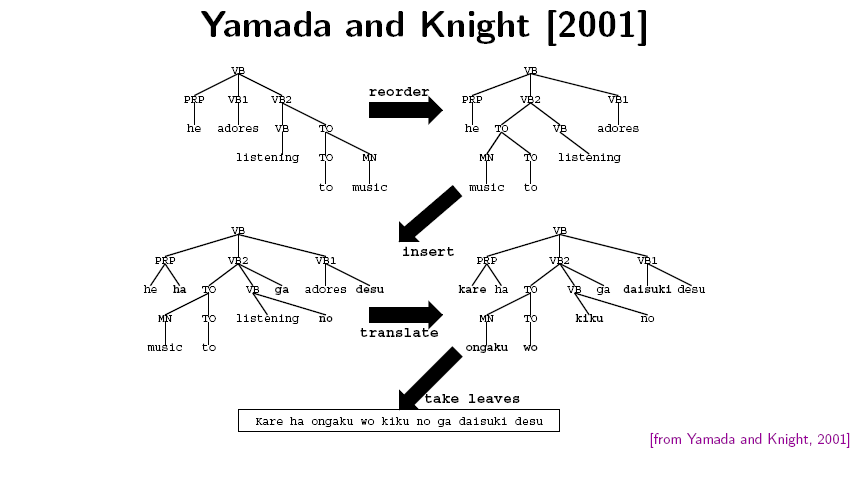 Yamada and Knight [2001]
VB
PRP VB1 VB2
he adores VB TO
listening TO MN
to music
reorder
VB
PRP VB2 VB1
he TO VB adores
MN TO listening
music to
insert
VB
PRP VB2 VB1
he ha TO VB ga adores desu
MN TO listening no
music to
translate
VB
PRP VB2 VB1
kare ha TO VB ga daisuki desu
MN TO kiku no
ongaku wo
take leaves
Kare ha ongaku wo kiku no ga daisuki desu
[from Yamada and Knight, 2001]